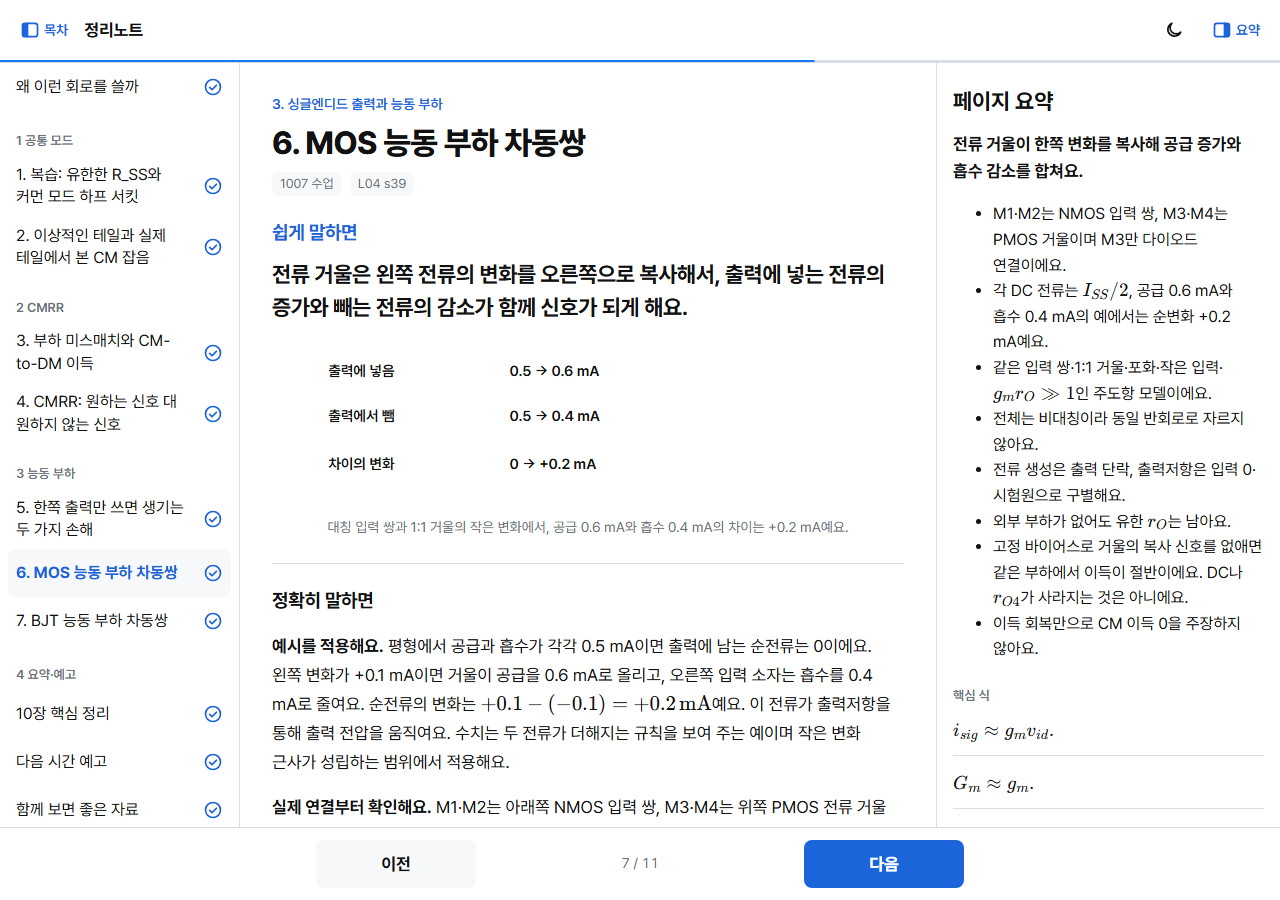 목차
정리노트
요약
왜 이런 회로를 쓸까
1 공통 모드
1. 복습: 유한한 R_SS와
커먼 모드 하프 서킷
2. 이상적인 테일과 실제
테일에서 본 CM 잡음
2 CMRR
3. 부하 미스매치와 CM-
to-DM 이득
4. CMRR: 원하는 신호 대
원하지 않는 신호
3 능동 부하
5. 한쪽 출력만 쓰면 생기는
두 가지 손해
6. MOS 능동 부하 차동쌍
7. BJT 능동 부하 차동쌍
4 요약·예고
10장 핵심 정리
다음 시간 예고
함께 보면 좋은 자료
3. 싱글엔디드 출력과 능동 부하
6. MOS 능동 부하 차동쌍
1007 수업
L04 s39
쉽게 말하면
전류 거울은 왼쪽 전류의 변화를 오른쪽으로 복사해서, 출력에 넣는 전류의
증가와 빼는 전류의 감소가 함께 신호가 되게 해요.
출력에 넣음
0.5 → 0.6 mA
출력에서 뺌
0.5 → 0.4 mA
차이의 변화
0 → +0.2 mA
대칭 입력 쌍과 1:1 거울의 작은 변화에서, 공급 0.6 mA와 흡수 0.4 mA의 차이는 +0.2 mA예요.
정확히 말하면
예시를 적용해요. 평형에서 공급과 흡수가 각각 0.5 mA이면 출력에 남는 순전류는 0이에요.
왼쪽 변화가 +0.1 mA이면 거울이 공급을 0.6 mA로 올리고, 오른쪽 입력 소자는 흡수를 0.4
mA로 줄여요. 순전류의 변화는 +0.1 − (−0.1) = +0.2 mA예요. 이 전류가 출력저항을
통해 출력 전압을 움직여요. 수치는 두 전류가 더해지는 규칙을 보여 주는 예이며 작은 변화
근사가 성립하는 범위에서 적용해요.
실제 연결부터 확인해요. M1·M2는 아래쪽 NMOS 입력 쌍, M3·M4는 위쪽 PMOS 전류 거울
페이지 요약
전류 거울이 한쪽 변화를 복사해 공급 증가와
흡수 감소를 합쳐요.
• M1·M2는 NMOS 입력 쌍, M3·M4는
PMOS 거울이며 M3만 다이오드
연결이에요.
• 각 DC 전류는 I_SS/2, 공급 0.6 mA와
흡수 0.4 mA의 예에서는 순변화 +0.2
mA예요.
• 같은 입력 쌍·1:1 거울·포화·작은 입력·
g_m r_O ≫ 1인 주도항 모델이에요.
• 전체는 비대칭이라 동일 반회로로 자르지
않아요.
• 전류 생성은 출력 단락, 출력저항은 입력 0·
시험원으로 구별해요.
• 외부 부하가 없어도 유한 r_O는 남아요.
• 고정 바이어스로 거울의 복사 신호를 없애면
같은 부하에서 이득이 절반이에요. DC나
r_O4가 사라지는 것은 아니에요.
• 이득 회복만으로 CM 이득 0을 주장하지
않아요.
핵심 식
i_sig ≈ g_m v_id.
G_m ≈ g_m.
이전
7 / 11
다음